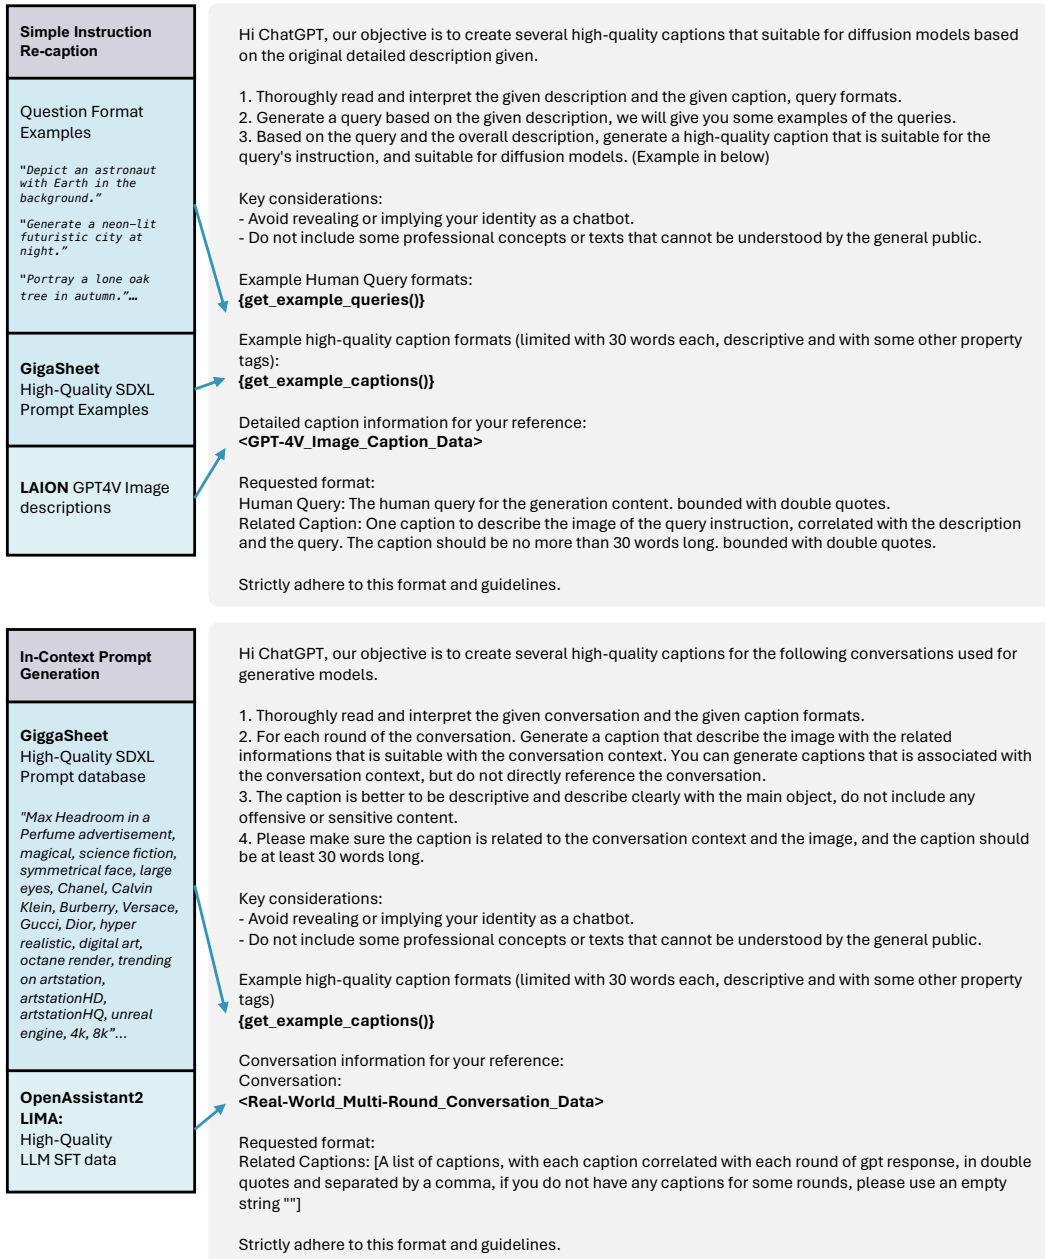 Simple Instruction
Re-caption
Question Format
Examples
"Depict an astronaut
with Earth in the
background.”
"Generate a neon-lit
futuristic city at
night.”
"Portray a lone oak
tree in autumn.”…
GigaSheet
High-Quality SDXL
Prompt Examples
LAION GPT4V Image
descriptions
Hi ChatGPT, our objective is to create several high-quality captions that suitable for diffusion models based
on the original detailed description given.
1. Thoroughly read and interpret the given description and the given caption, query formats.
2. Generate a query based on the given description, we will give you some examples of the queries.
3. Based on the query and the overall description, generate a high-quality caption that is suitable for the
query's instruction, and suitable for diffusion models. (Example in below)
Key considerations:
- Avoid revealing or implying your identity as a chatbot.
- Do not include some professional concepts or texts that cannot be understood by the general public.
Example Human Query formats:
{get_example_queries()}
Example high-quality caption formats (limited with 30 words each, descriptive and with some other property
tags):
{get_example_captions()}
Detailed caption information for your reference:
<GPT-4V_Image_Caption_Data>
Requested format:
Human Query: The human query for the generation content. bounded with double quotes.
Related Caption: One caption to describe the image of the query instruction, correlated with the description
and the query. The caption should be no more than 30 words long. bounded with double quotes.
Strictly adhere to this format and guidelines.
In-Context Prompt
Generation
GiggaSheet
High-Quality SDXL
Prompt database
"Max Headroom in a
Perfume advertisement,
magical, science fiction,
symmetrical face, large
eyes, Chanel, Calvin
Klein, Burberry, Versace,
Gucci, Dior, hyper
realistic, digital art,
octane render, trending
on artstation,
artstationHD,
artstationHQ, unreal
engine, 4k, 8k”…
OpenAssistant2
LIMA:
High-Quality
LLM SFT data
Hi ChatGPT, our objective is to create several high-quality captions for the following conversations used for
generative models.
1. Thoroughly read and interpret the given conversation and the given caption formats.
2. For each round of the conversation. Generate a caption that describe the image with the related
informations that is suitable with the conversation context. You can generate captions that is associated with
the conversation context, but do not directly reference the conversation.
3. The caption is better to be descriptive and describe clearly with the main object, do not include any
offensive or sensitive content.
4. Please make sure the caption is related to the conversation context and the image, and the caption should
be at least 30 words long.
Key considerations:
- Avoid revealing or implying your identity as a chatbot.
- Do not include some professional concepts or texts that cannot be understood by the general public.
Example high-quality caption formats (limited with 30 words each, descriptive and with some other property
tags)
{get_example_captions()}
Conversation information for your reference:
Conversation:
<Real-World_Multi-Round_Conversation_Data>
Requested format:
Related Captions: [A list of captions, with each caption correlated with each round of gpt response, in double
quotes and separated by a comma, if you do not have any captions for some rounds, please use an empty
string ""]
Strictly adhere to this format and guidelines.